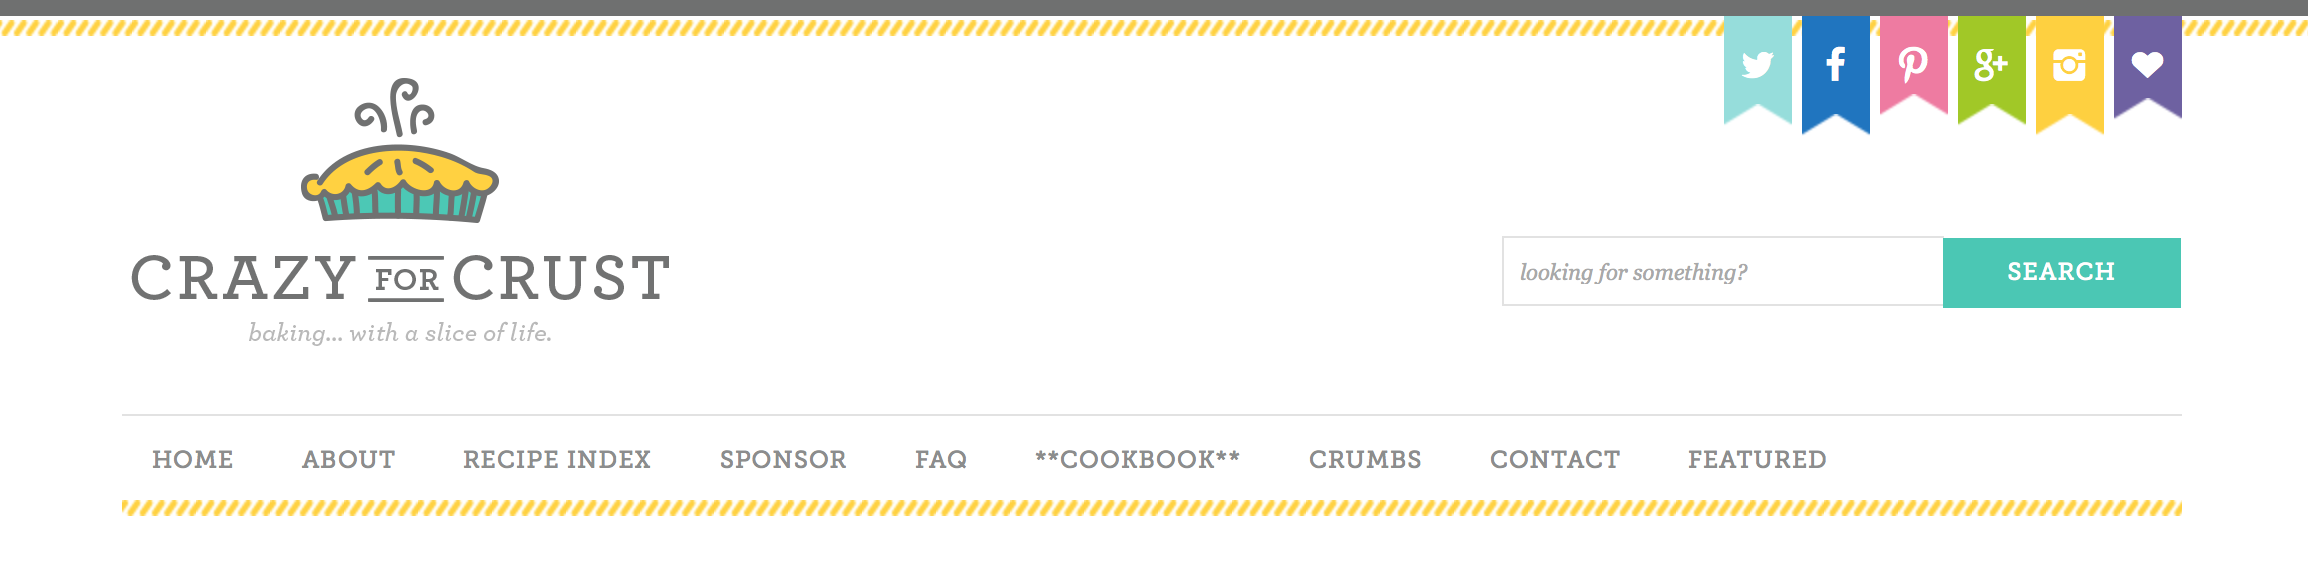 g+
CRAZY FOR CRUST
baking... with a slice of life.
looking for something?
SEARCH
HOME ABOUT RECIPE INDEX SPONSOR FAQ **COOKBOOK** CRUMBS CONTACT FEATURED